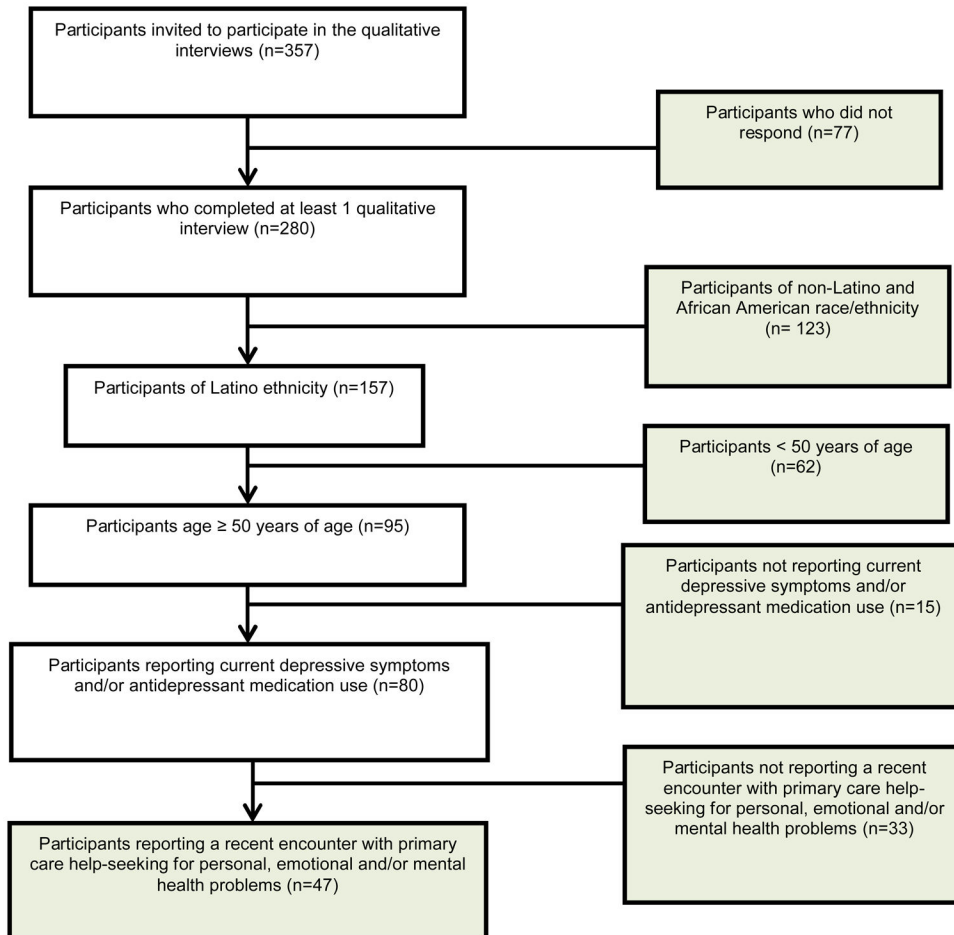 Participants invited to participate in the qualitative
interviews (n=357)
Participants who did not
respond (n=77)
Participants who completed at least 1 qualitative
interview (n=280)
Participants of non-Latino and
African American race/ethnicity
(n= 123)
Participants of Latino ethnicity (n=157)
Participants < 50 years of age
(n=62)
Participants age ≥ 50 years of age (n=95)
Participants not reporting current
depressive symptoms and/or
antidepressant medication use (n=15)
Participants reporting current depressive symptoms
and/or antidepressant medication use (n=80)
Participants not reporting a recent
encounter with primary care help-
seeking for personal, emotional and/or
mental health problems (n=33)
Participants reporting a recent encounter with primary
care help-seeking for personal, emotional and/or mental
health problems (n=47)